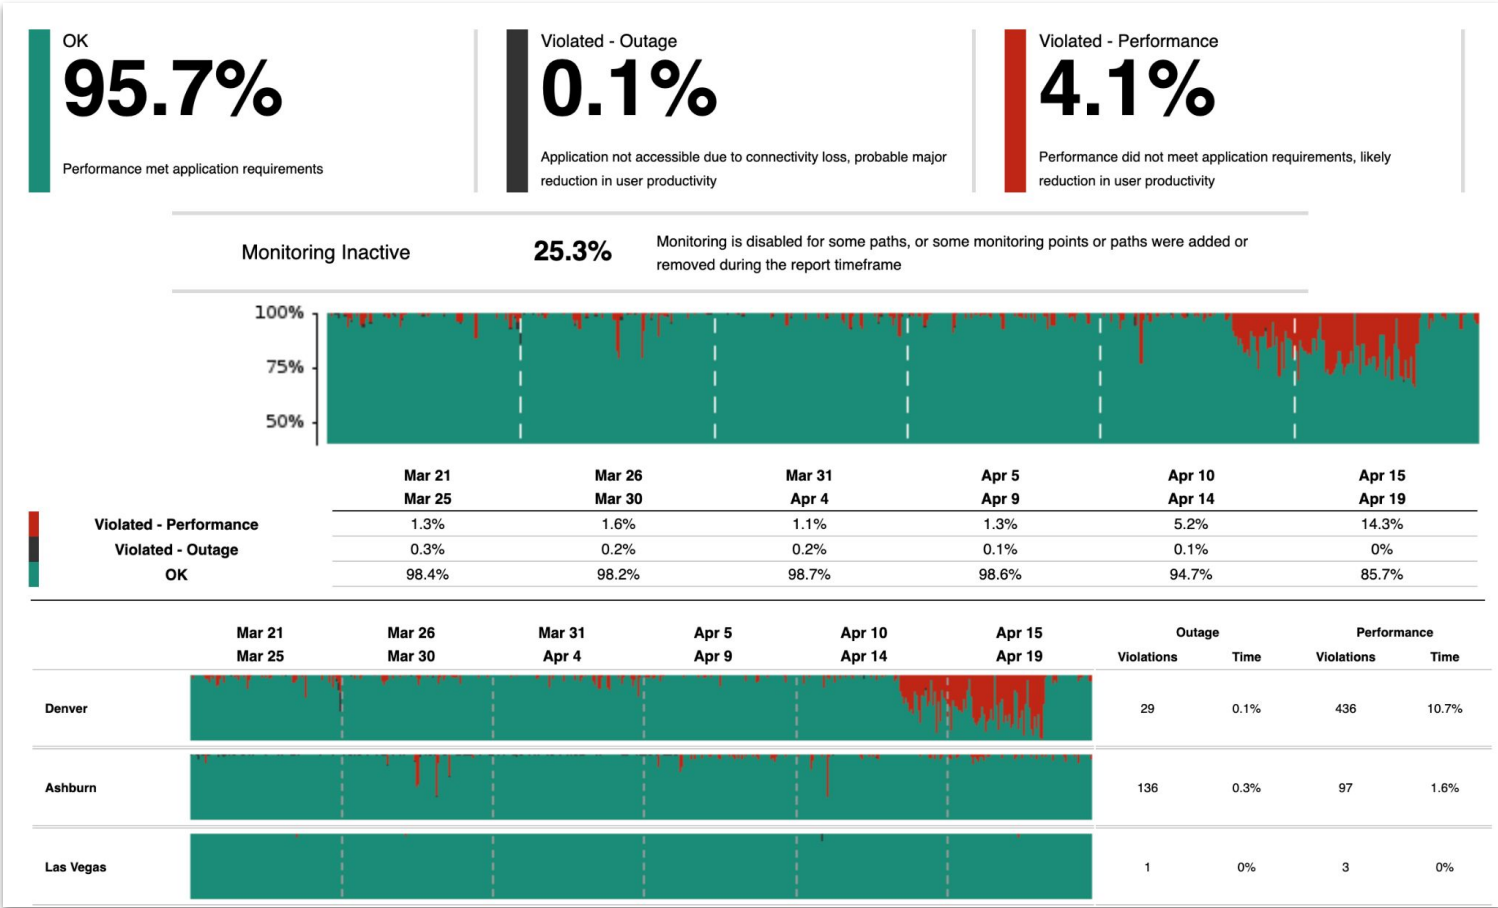 OK
95.7%
Performance met application requirements
Violated - Outage
0.1%
Application not accessible due to connectivity loss, probable major
reduction in user productivity
Violated - Performance
4.1%
Performance did not meet application requirements, likely
reduction in user productivity
Monitoring Inactive 25.3% Monitoring is disabled for some paths, or some monitoring points or paths were added or
removed during the report timeframe
100%
75%
50%
Mar 21 Mar 26 Mar 31 Apr 5 Apr 10 Apr 15
Mar 25 Mar 30 Apr 4 Apr 9 Apr 14 Apr 19
Violated - Performance 1.3% 1.6% 1.1% 1.3% 5.2% 14.3%
Violated - Outage 0.3% 0.2% 0.2% 0.1% 0.1% 0%
OK 98.4% 98.2% 98.7% 98.6% 94.7% 85.7%
Mar 21 Mar 26 Mar 31 Apr 5 Apr 10 Apr 15 Outage Performance
Mar 25 Mar 30 Apr 4 Apr 9 Apr 14 Apr 19 Violations Time Violations Time
Denver 29 0.1% 436 10.7%
Ashburn 136 0.3% 97 1.6%
Las Vegas 1 0% 3 0%